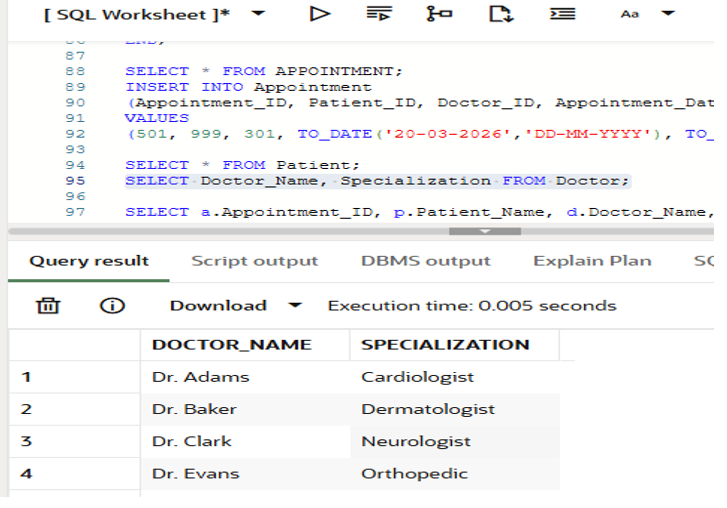 [ SQL Worksheet ]* Aa
87
88 SELECT * FROM APPOINTMENT;
89 INSERT INTO Appointment
90 (Appointment_ID, Patient_ID, Doctor_ID, Appointment_Dat
91 VALUES
92 (501, 999, 301, TO_DATE('20-03-2026','DD-MM-YYYY'), TO_
93
94 SELECT * FROM Patient;
95 SELECT Doctor_Name, Specialization FROM Doctor;
96
97 SELECT a.Appointment_ID, p.Patient_Name, d.Doctor_Name,
Query result Script output DBMS output Explain Plan SQ
Download Execution time: 0.005 seconds
DOCTOR_NAME SPECIALIZATION
1 Dr. Adams Cardiologist
2 Dr. Baker Dermatologist
3 Dr. Clark Neurologist
4 Dr. Evans Orthopedic